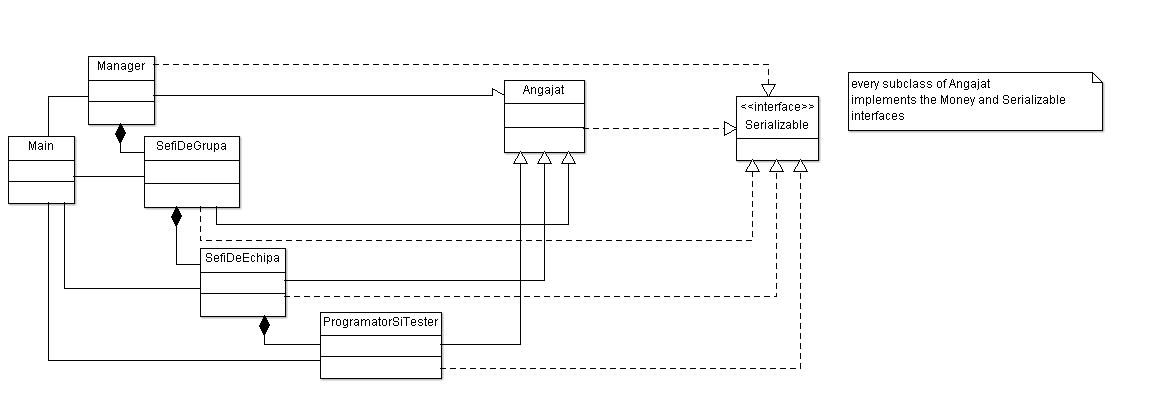 Manager
Angajat
every subclass of Angajat
implements the Money and Serializable
interfaces
<<interface>>
Serializable
Main
SefiDeGrupa
SefiDeEchipa
ProgramatorSiTester